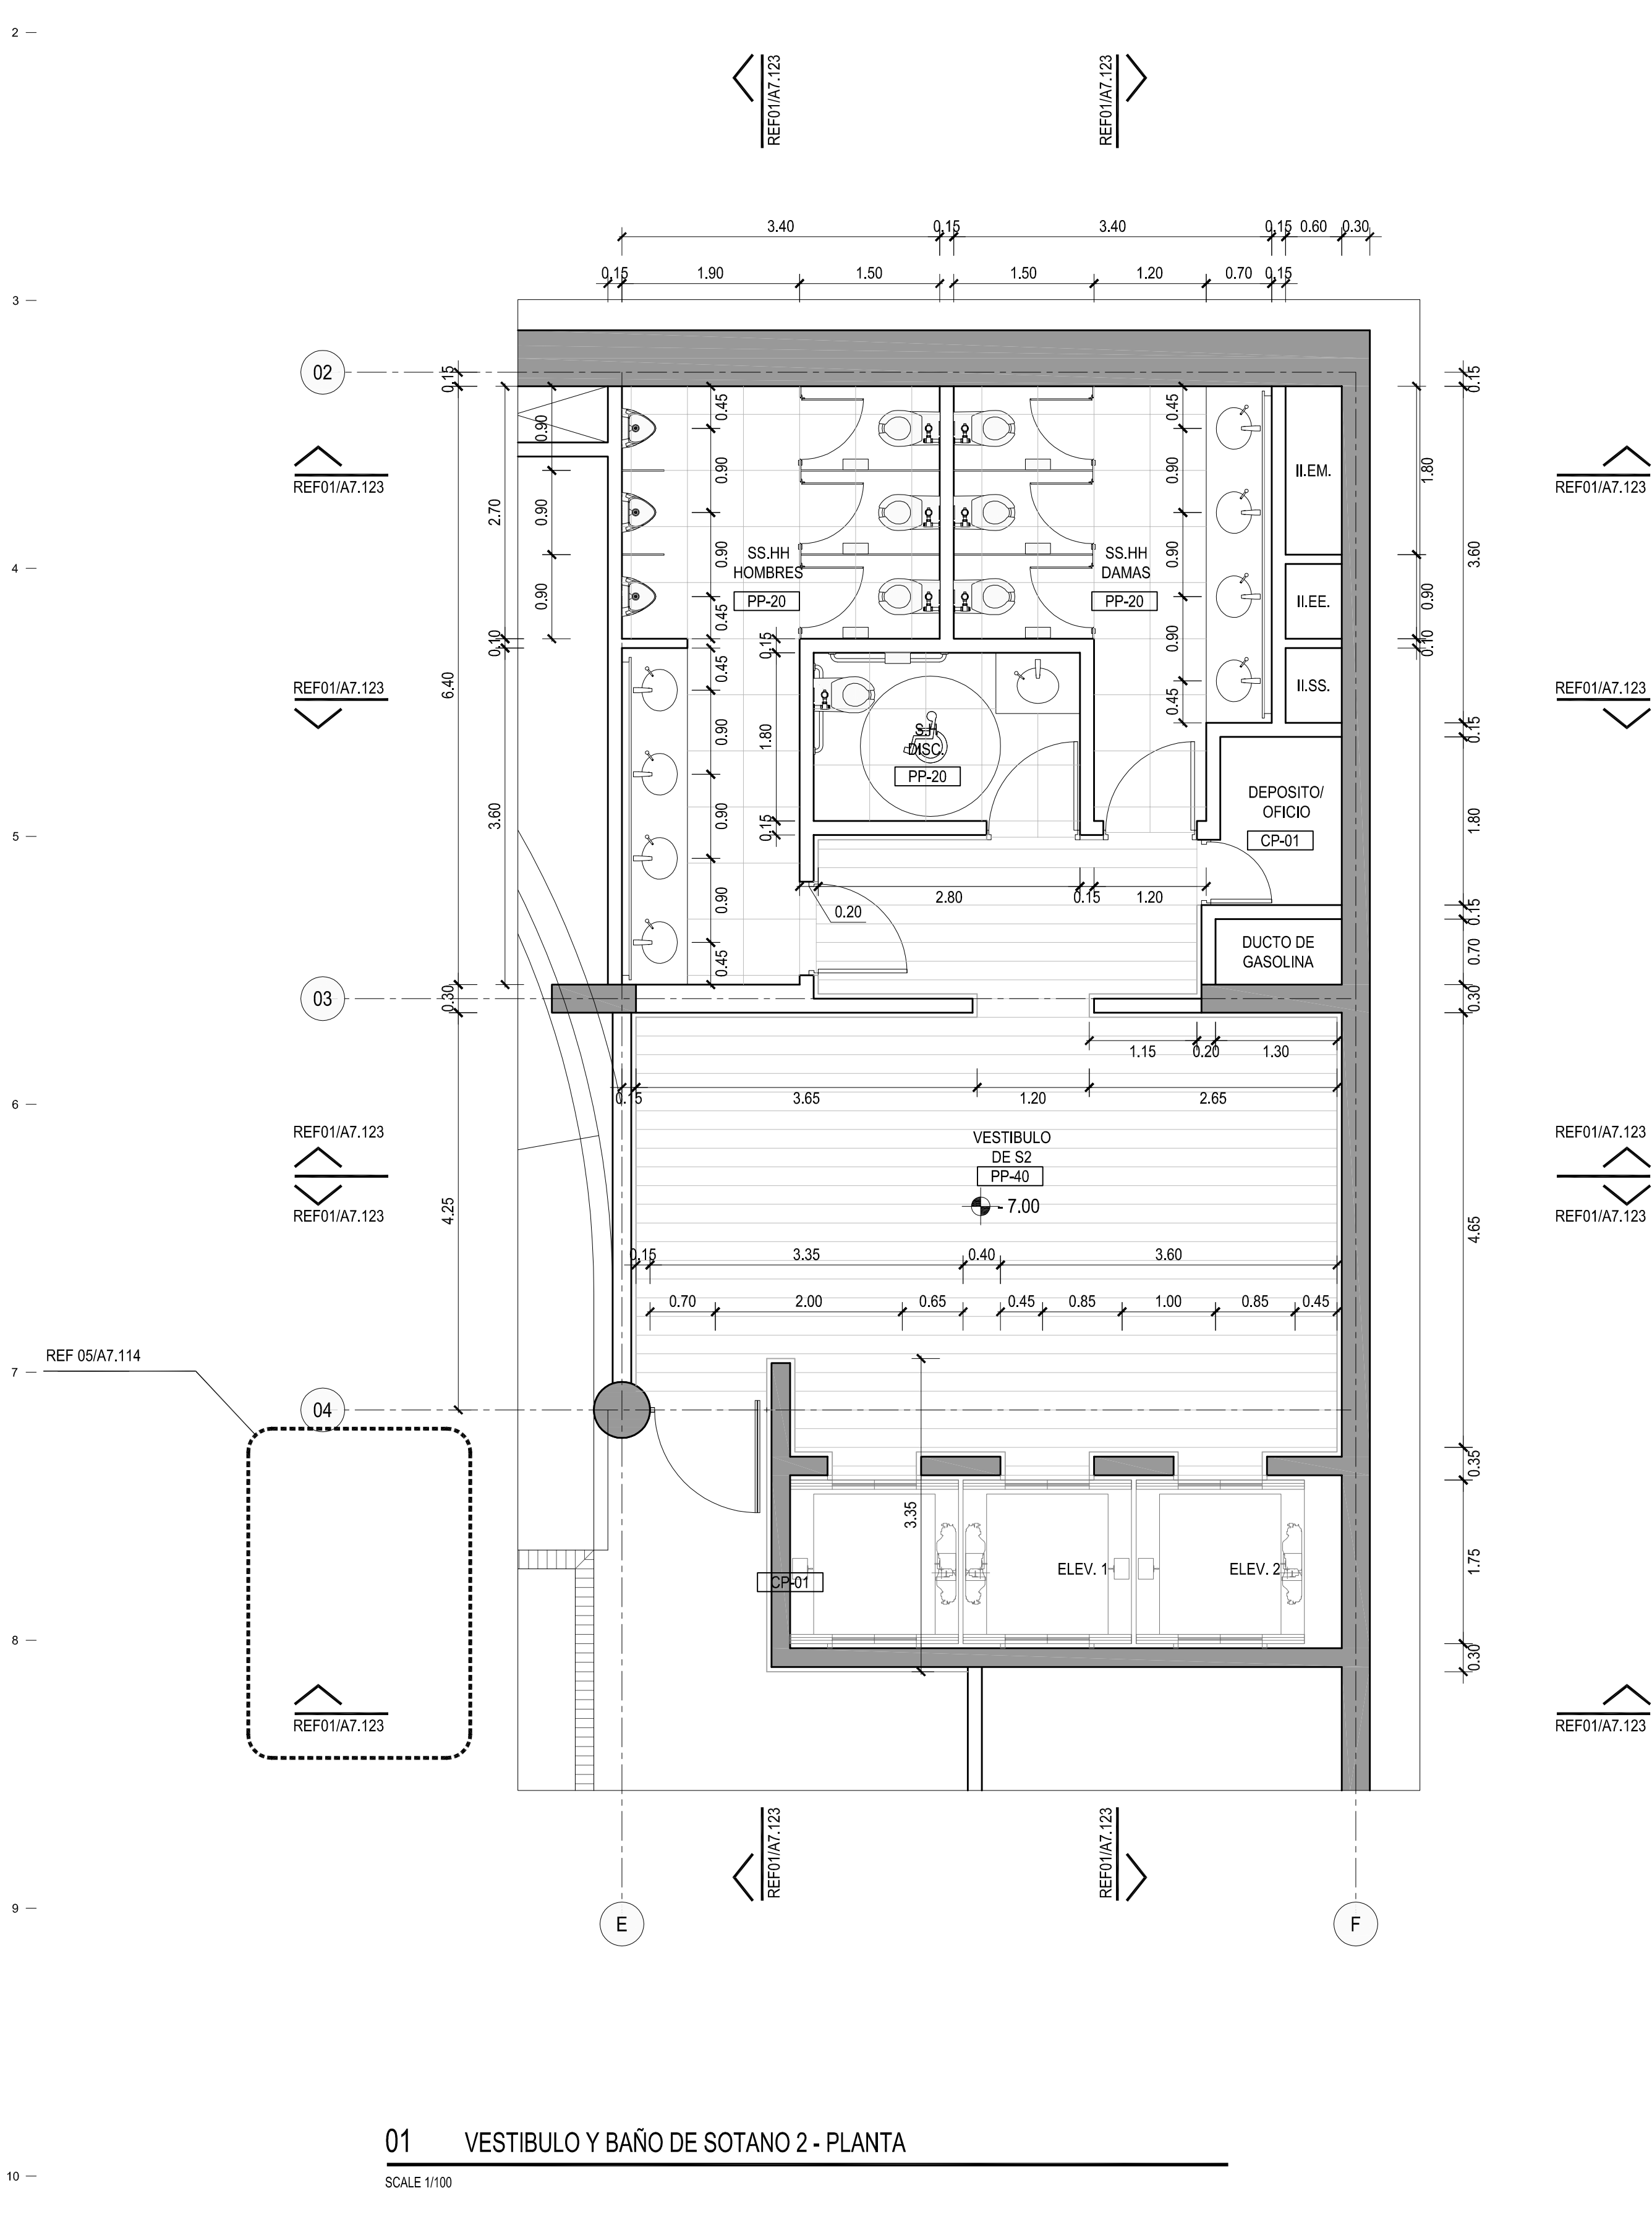 2
REF01/A7.123
REF01/A7.123
3.40
0.15
3.40
0.15
0.60
0.30
0.15
1.90
1.50
1.50
1.20
0.70
0.15
3
02
0.15
0.15
0.45
0.45
0.90
1.80
REF01/A7.123
0.90
0.90
II.EM.
REF01/A7.123
2.70
0.90
3.60
4
SS.HH
HOMBRES
PP-20
0.90
0.90
SS.HH
DAMAS
PP-20
0.90
II.EE.
0.90
0.45
0.10
0.15
0.90
0.10
REF01/A7.123
6.40
0.45
0.45
II.SS.
REF01/A7.123
0.90
1.80
S.H
DISC.
PP-20
0.15
DEPOSITO/
OFICIO
CP-01
5
3.60
0.90
0.15
1.80
0.90
0.20
2.80
0.15
1.20
0.15
DUCTO DE
GASOLINA
0.45
0.70
03
0.30
0.30
1.15
0.20
1.30
6
0.15
3.65
1.20
2.65
REF01/A7.123
REF01/A7.123
VESTIBULO
DE S2
PP-40
- 7.00
REF01/A7.123
REF01/A7.123
4.25
4.65
0.15
3.35
0.40
3.60
0.70
2.00
0.65
0.45
0.85
1.00
0.85
0.45
REF 05/A7.114
7
04
0.35
3.35
CP-01
ELEV. 1
ELEV. 2
1.75
8
0.30
REF01/A7.123
REF01/A7.123
REF01/A7.123
REF01/A7.123
9
E
F
01 VESTIBULO Y BAÑO DE SOTANO 2 - PLANTA
SCALE 1/100
10